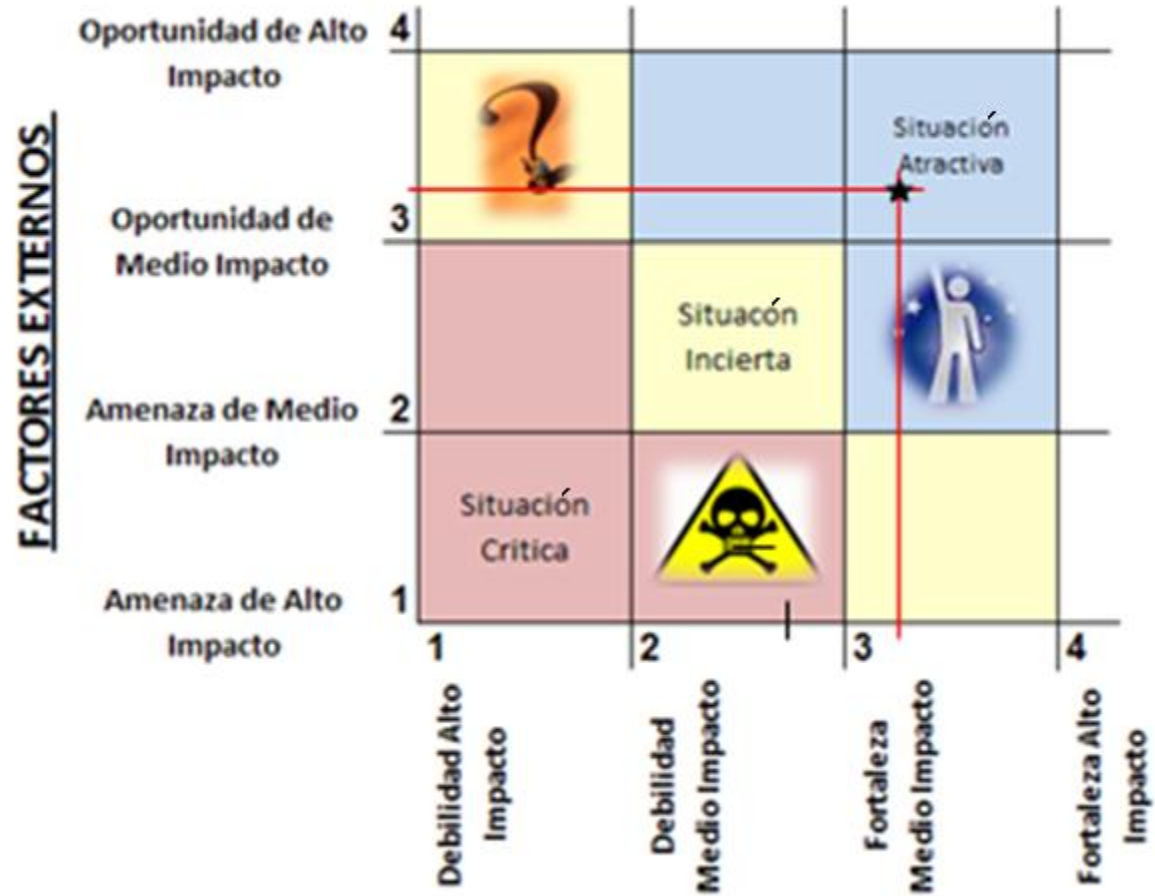 Oportunidad de Alto
Impacto
4
Situación
Atractiva
FACTORES EXTERNOS
Oportunidad de
Medio Impacto
3
Situacón
Incierta
Amenaza de Medio
Impacto
2
Situación
Critica
Amenaza de Alto
Impacto
1
1
2
3
4
Debilidad Alto
Impacto
Debilidad
Medio Impacto
Fortaleza
Medio Impacto
Fortaleza Alto
Impacto